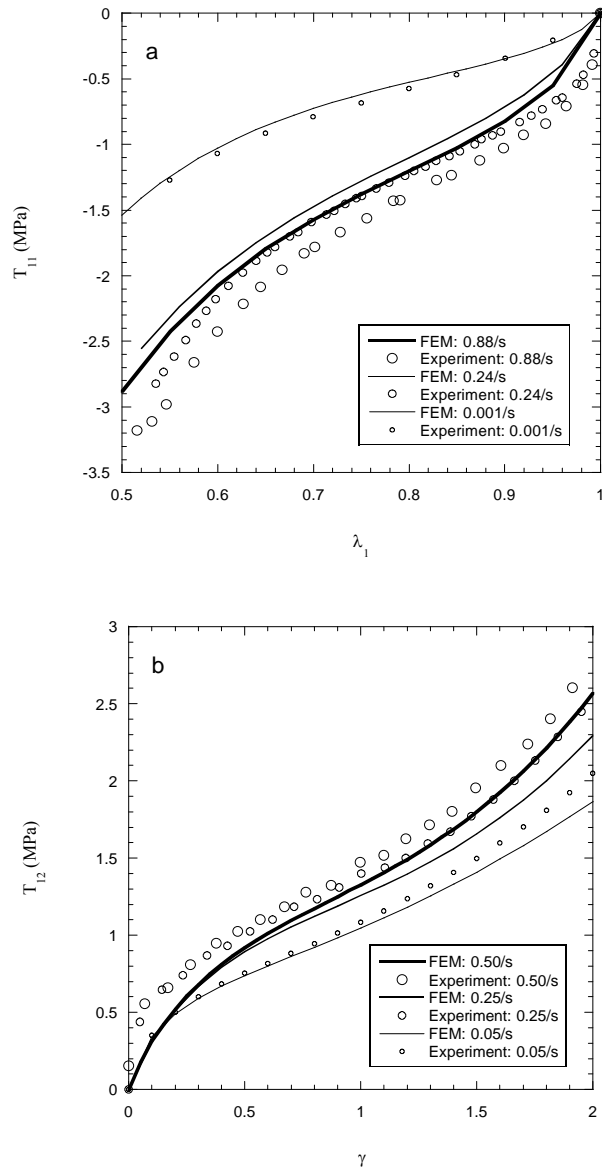 a
0
-0.5
-1
-1.5
-2
-2.5
-3
-3.5
T11 (MPa)
FEM: 0.88/s
Experiment: 0.88/s
FEM: 0.24/s
Experiment: 0.24/s
FEM: 0.001/s
Experiment: 0.001/s
0.5 0.6 0.7 0.8 0.9 1
λ1
b
3
2.5
2
1.5
1
0.5
0
T12 (MPa)
FEM: 0.50/s
Experiment: 0.50/s
FEM: 0.25/s
Experiment: 0.25/s
FEM: 0.05/s
Experiment: 0.05/s
0 0.5 1 1.5 2
γ